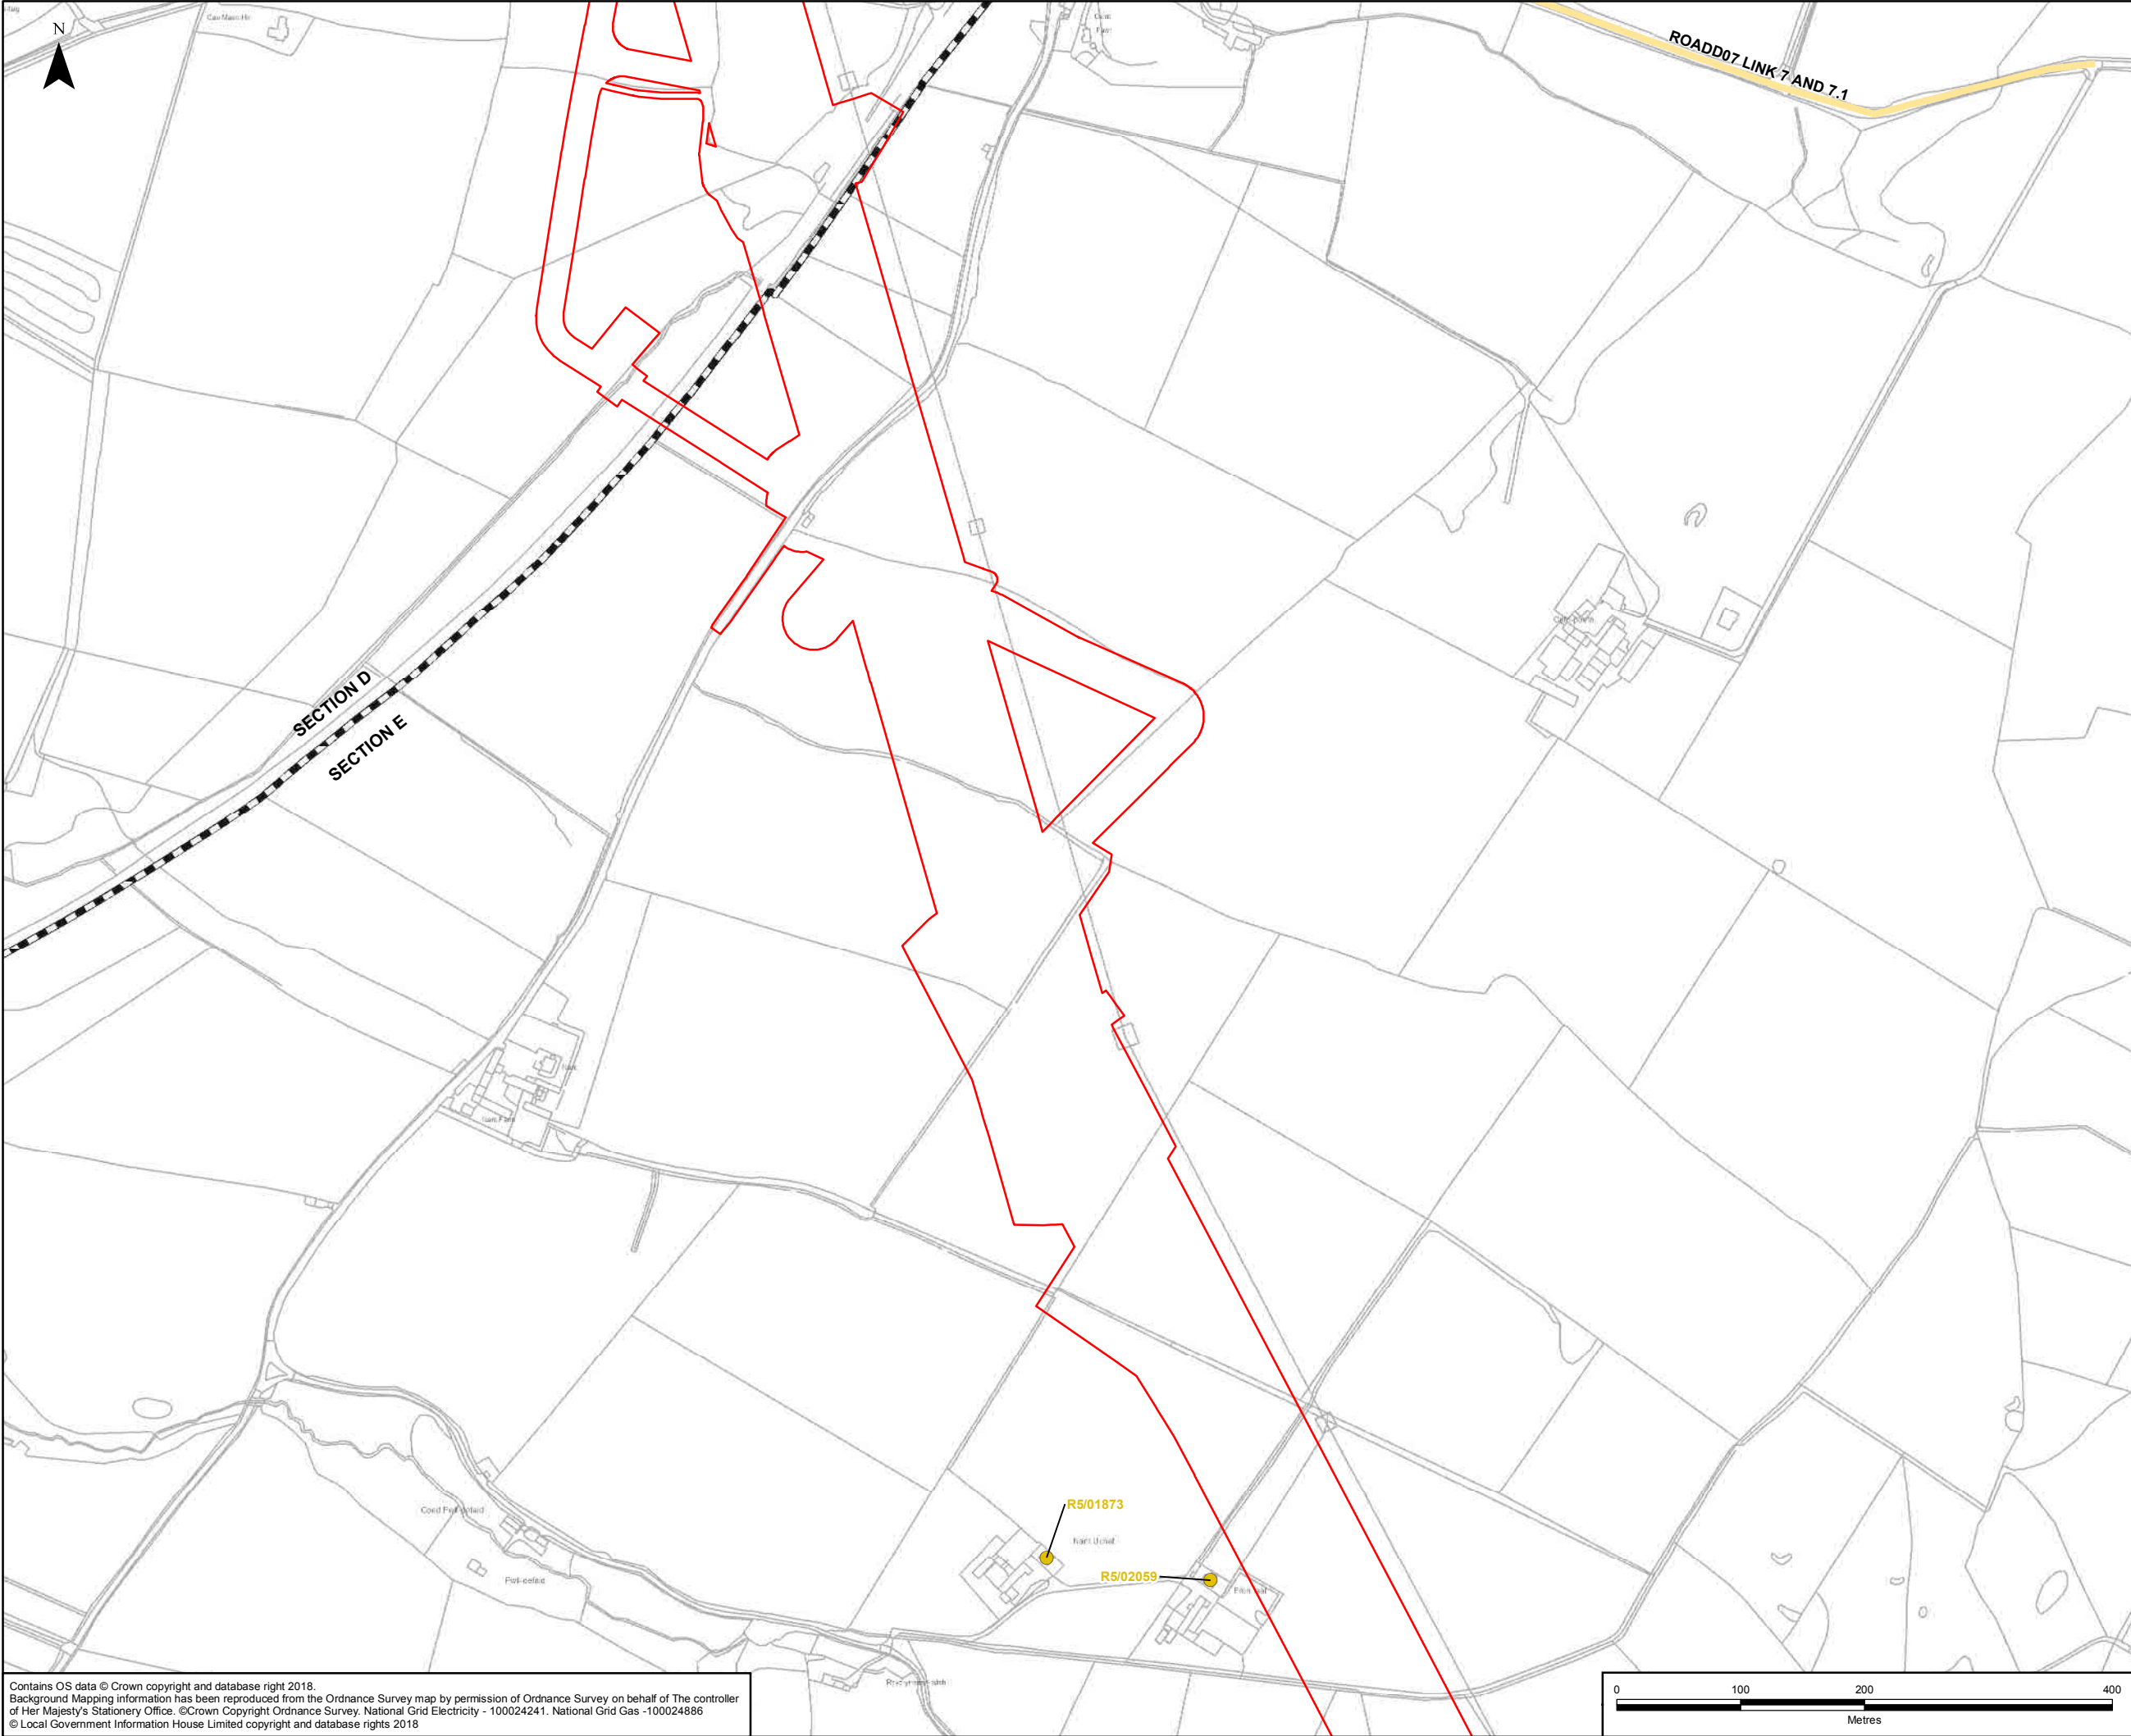 N
ROADD07 LINK 7 AND 7.1
SECTION D
SECTION E
R5/01873
R5/02059
Contains OS data © Crown copyright and database right 2018.
Background Mapping information has been reproduced from the Ordnance Survey map by permission of Ordnance Survey on behalf of The controller
of Her Majesty's Stationery Office. ©Crown Copyright Ordnance Survey. National Grid Electricity - 100024241. National Grid Gas -100024886
© Local Government Information House Limited copyright and database rights 2018
0 100 200 400
Metres